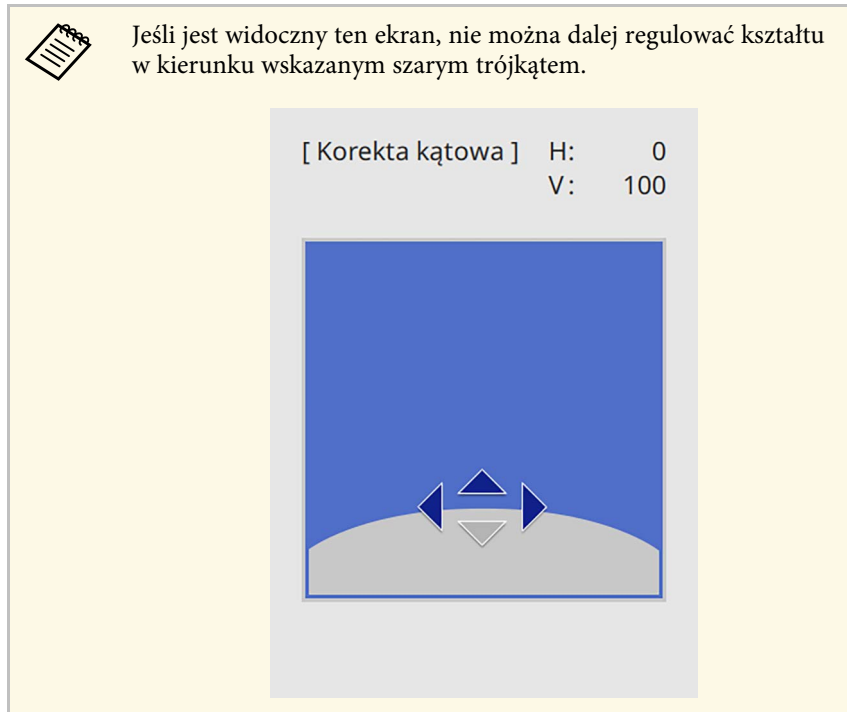 Jeśli jest widoczny ten ekran, nie można dalej regulować kształtu
w kierunku wskazanym szarym trójkątem.
[ Korekta kątowa ] H: 0
V: 100